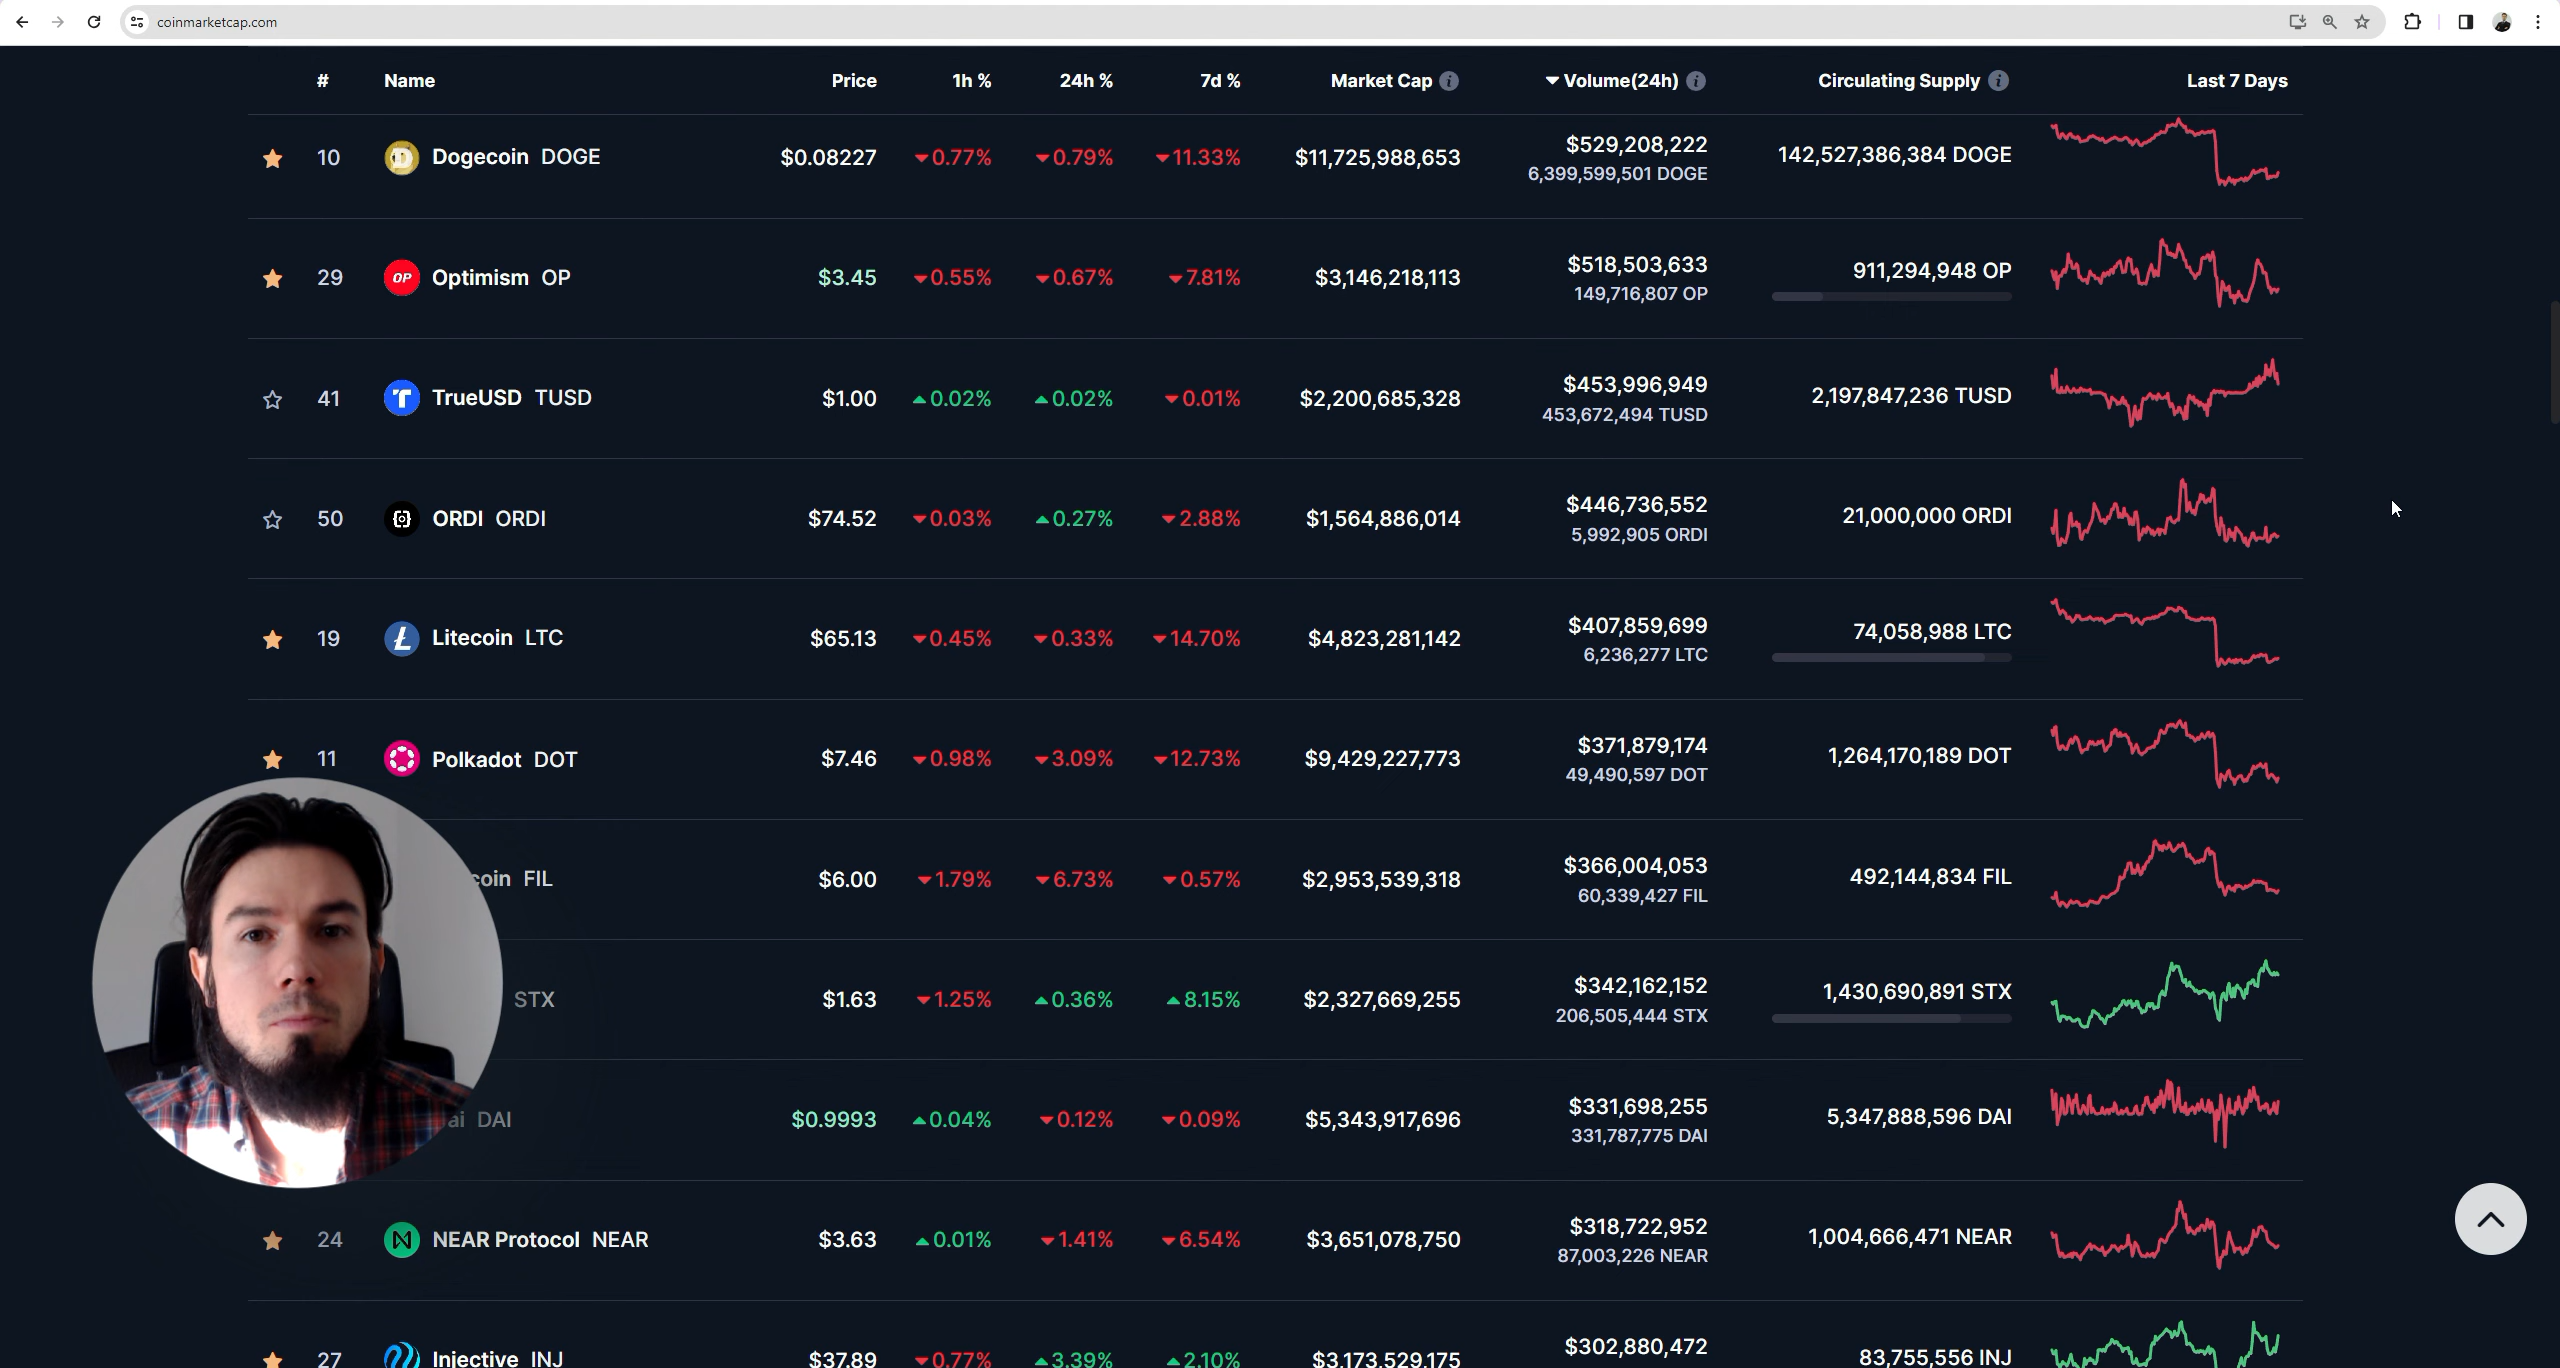 coinmarketcap.com
# Name Price 1h % 24h % 7d % Market Cap Volume(24h) Circulating Supply Last 7 Days
10 Dogecoin DOGE $0.08227 0.77% 0.79% 11.33% $11,725,988,653 $529,208,222 142,527,386,384 DOGE
6,399,599,501 DOGE
29 OP Optimism OP $3.45 0.55% 0.67% 7.81% $3,146,218,113 $518,503,633 911,294,948 OP
149,716,807 OP
41 TrueUSD TUSD $1.00 0.02% 0.02% 0.01% $2,200,685,328 $453,996,949 2,197,847,236 TUSD
453,672,494 TUSD
50 ORDI ORDI $74.52 0.03% 0.27% 2.88% $1,564,886,014 $446,736,552 21,000,000 ORDI
5,992,905 ORDI
19 Litecoin LTC $65.13 0.45% 0.33% 14.70% $4,823,281,142 $407,859,699 74,058,988 LTC
6,236,277 LTC
11 Polkadot DOT $7.46 0.98% 3.09% 12.73% $9,429,227,773 $371,879,174 1,264,170,189 DOT
49,490,597 DOT
coin FIL $6.00 1.79% 6.73% 0.57% $2,953,539,318 $366,004,053 492,144,834 FIL
60,339,427 FIL
STX $1.63 1.25% 0.36% 8.15% $2,327,669,255 $342,162,152 1,430,690,891 STX
206,505,444 STX
ai DAI $0.9993 0.04% 0.12% 0.09% $5,343,917,696 $331,698,255 5,347,888,596 DAI
331,787,775 DAI
24 NEAR Protocol NEAR $3.63 0.01% 1.41% 6.54% $3,651,078,750 $318,722,952 1,004,666,471 NEAR
87,003,226 NEAR
27 Injective INJ $37.89 0.77% 3.39% 2.10% $3,173,529,175 $302,880,472 83,755,556 INJ